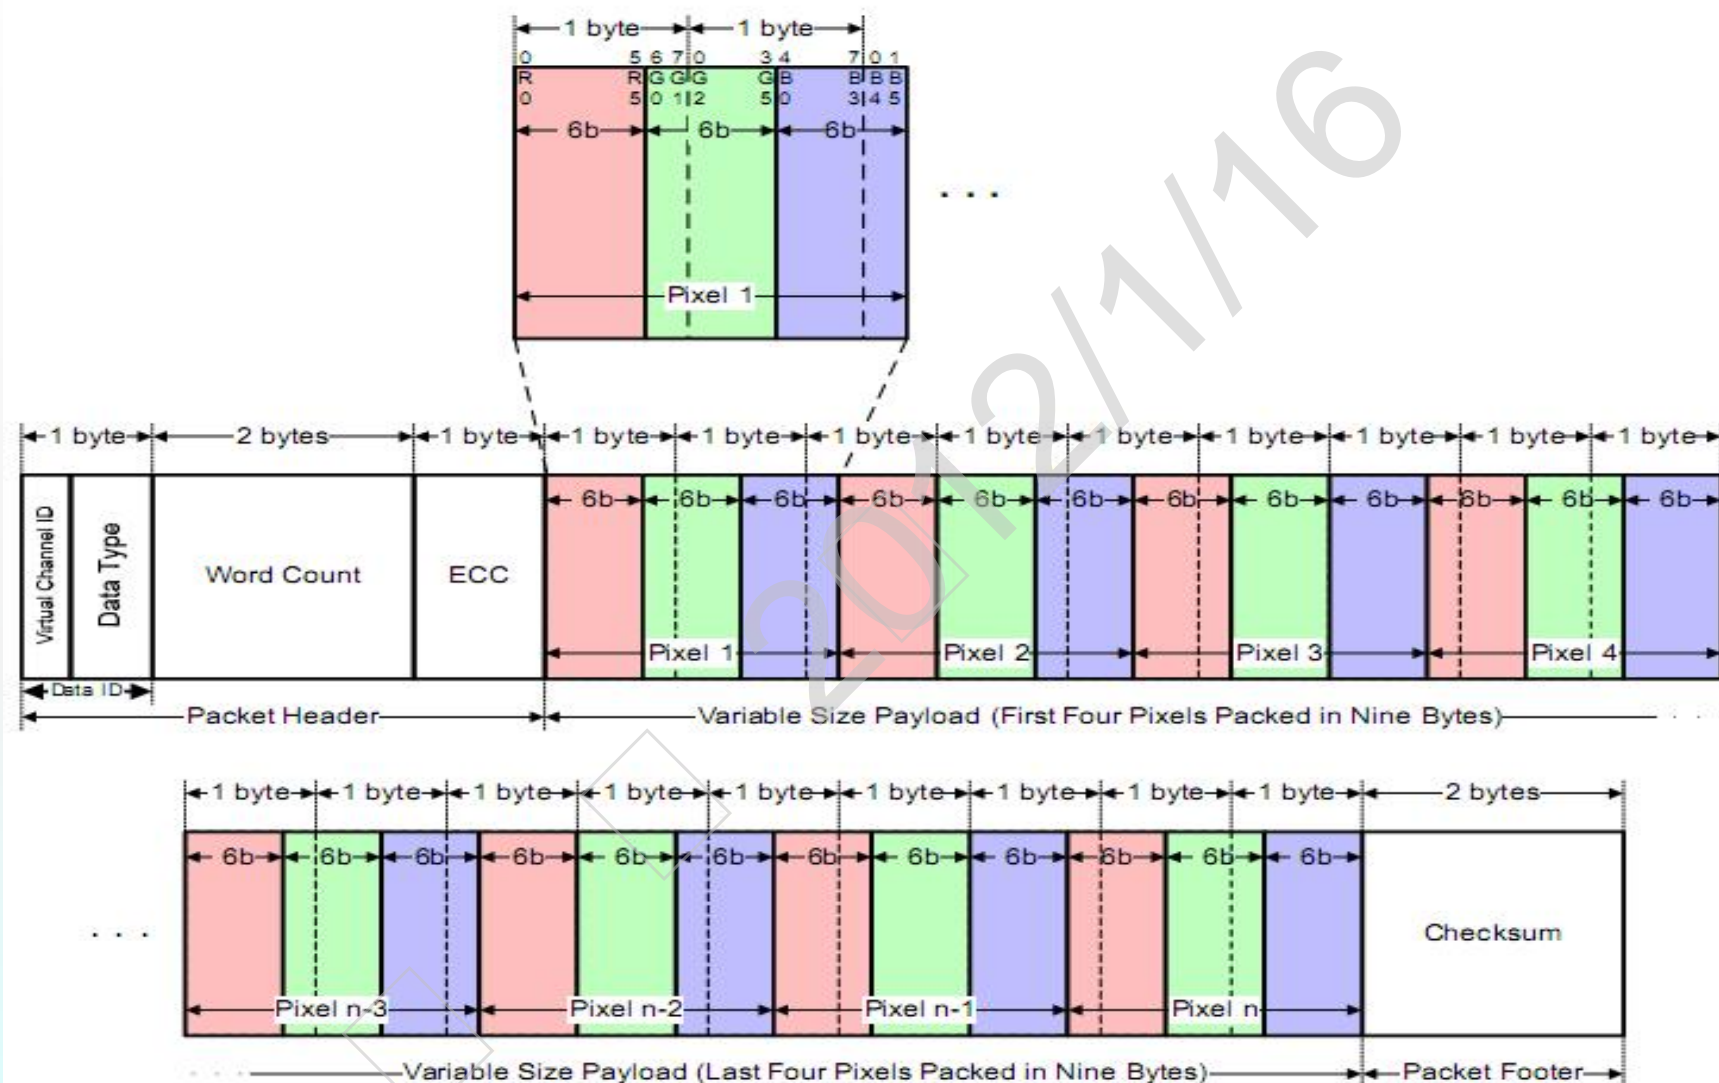 1 byte 1 byte
0 5 6 7 0 3 4 7 0 1
R R G G G G B B B B
0 5 0 1 2 5 0 3 4 5
6b 6b 6b
Pixel 1
. . .
1 byte 2 bytes 1 byte 1 byte 1 byte 1 byte 1 byte 1 byte 1 byte 1 byte 1 byte 1 byte
6b 6b 6b 6b 6b 6b 6b 6b 6b 6b 6b 6b
Virtual Channel ID
Data Type
Word Count
ECC
Pixel 1 Pixel 2 Pixel 3 Pixel 4
Data ID
Packet Header
Variable Size Payload (First Four Pixels Packed in Nine Bytes)
1 byte 1 byte 1 byte 1 byte 1 byte 1 byte 1 byte 1 byte 1 byte 2 bytes
6b 6b 6b 6b 6b 6b 6b 6b 6b 6b 6b 6b
. . .
Checksum
Pixel n-3 Pixel n-2 Pixel n-1 Pixel n
Variable Size Payload (Last Four Pixels Packed in Nine Bytes)
Packet Footer
2012/1/16